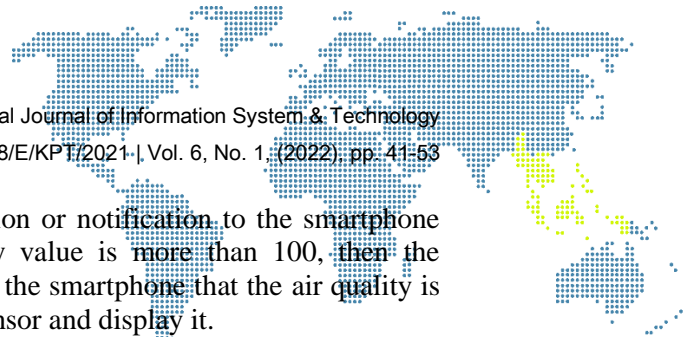 al Journal of Information System & Technology
8/E/KPT/2021 | Vol. 6, No. 1, (2022), pp. 41-53
ion or notification to the smartphone
y value is more than 100, then the
the smartphone that the air quality is
nsor and display it.